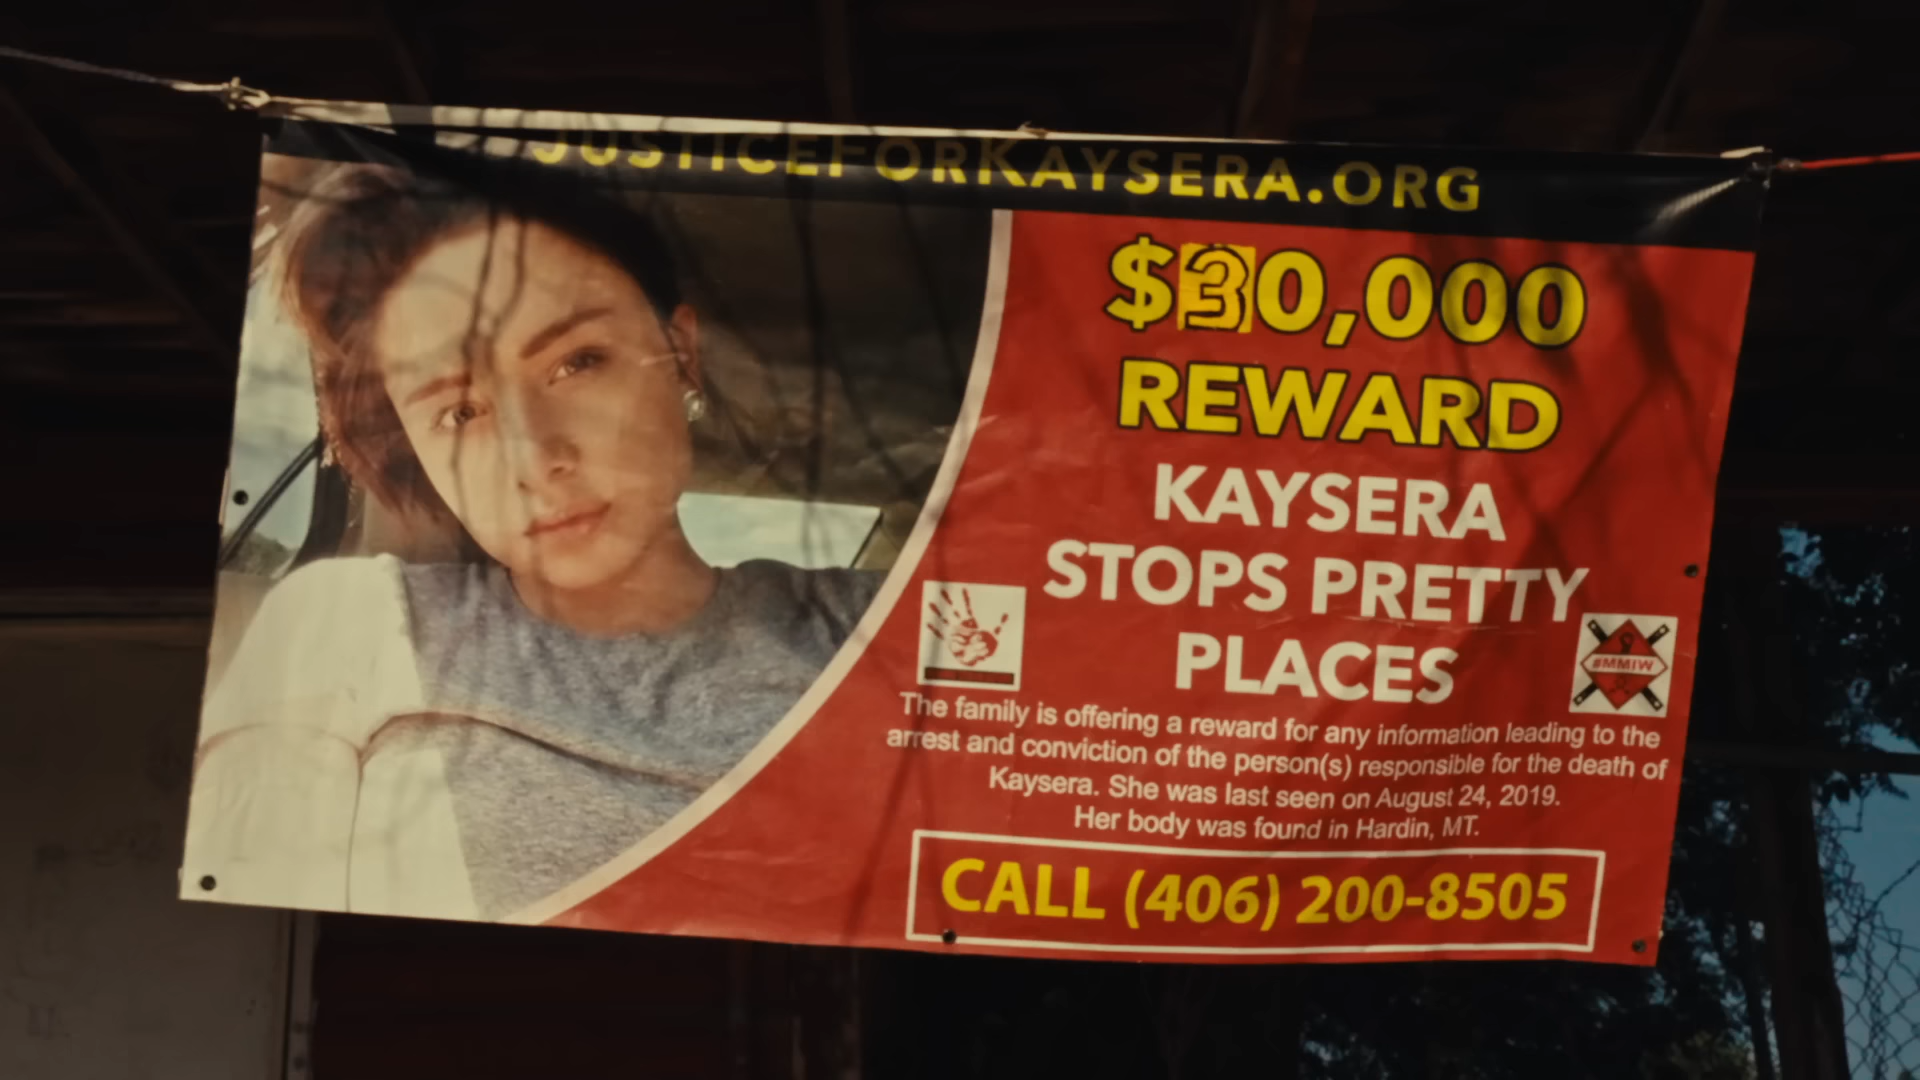 JUSTICEFORKAYSERA.ORG
$30,000
REWARD
KAYSERA
STOPS PRETTY
PLACES
#MMIW
The family is offering a reward for any information leading to the
arrest and conviction of the person(s) responsible for the death of
Kaysera. She was last seen on August 24, 2019.
Her body was found in Hardin, MT.
CALL (406) 200-8505